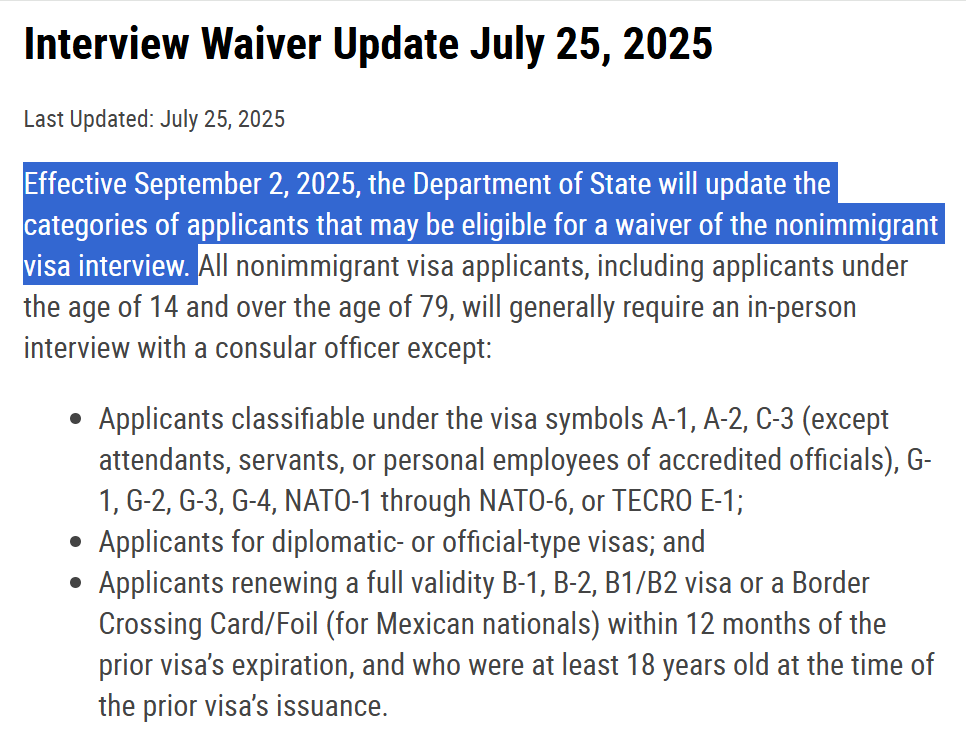 Interview Waiver Update July 25, 2025
Last Updated: July 25, 2025
Effective September 2, 2025, the Department of State will update the
categories of applicants that may be eligible for a waiver of the nonimmigrant
visa interview. All nonimmigrant visa applicants, including applicants under
the age of 14 and over the age of 79, will generally require an in-person
interview with a consular officer except:
• Applicants classifiable under the visa symbols A-1, A-2, C-3 (except
attendants, servants, or personal employees of accredited officials), G-
1, G-2, G-3, G-4, NATO-1 through NATO-6, or TECRO E-1;
• Applicants for diplomatic- or official-type visas; and
• Applicants renewing a full validity B-1, B-2, B1/B2 visa or a Border
Crossing Card/Foil (for Mexican nationals) within 12 months of the
prior visa’s expiration, and who were at least 18 years old at the time of
the prior visa’s issuance.